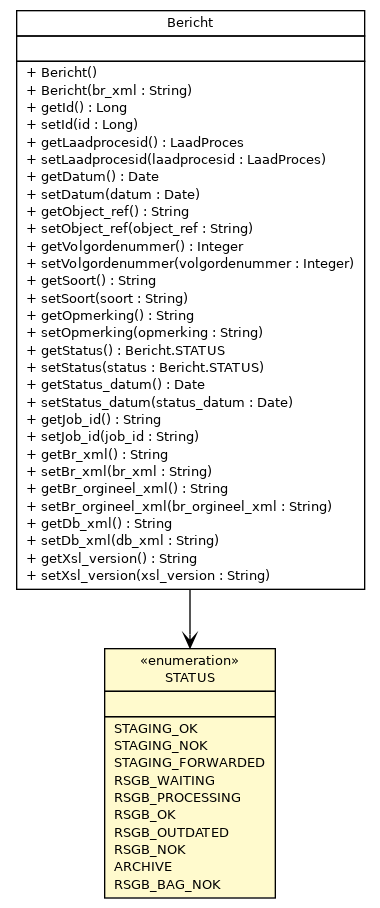 Bericht
+ Bericht()
+ Bericht(br_xml : String)
+ getId() : Long
+ setId(id : Long)
+ getLaadprocesid() : LaadProces
+ setLaadprocesid(laadprocesid : LaadProces)
+ getDatum() : Date
+ setDatum(datum : Date)
+ getObject_ref() : String
+ setObject_ref(object_ref : String)
+ getVolgordenummer() : Integer
+ setVolgordenummer(volgordenummer : Integer)
+ getSoort() : String
+ setSoort(soort : String)
+ getOpmerking() : String
+ setOpmerking(opmerking : String)
+ getStatus() : Bericht.STATUS
+ setStatus(status : Bericht.STATUS)
+ getStatus_datum() : Date
+ setStatus_datum(status_datum : Date)
+ getJob_id() : String
+ setJob_id(job_id : String)
+ getBr_xml() : String
+ setBr_xml(br_xml : String)
+ getBr_orgineel_xml() : String
+ setBr_orgineel_xml(br_orgineel_xml : String)
+ getDb_xml() : String
+ setDb_xml(db_xml : String)
+ getXsl_version() : String
+ setXsl_version(xsl_version : String)
«enumeration»
STATUS
STAGING_OK
STAGING_NOK
STAGING_FORWARDED
RSGB_WAITING
RSGB_PROCESSING
RSGB_OK
RSGB_OUTDATED
RSGB_NOK
ARCHIVE
RSGB_BAG_NOK